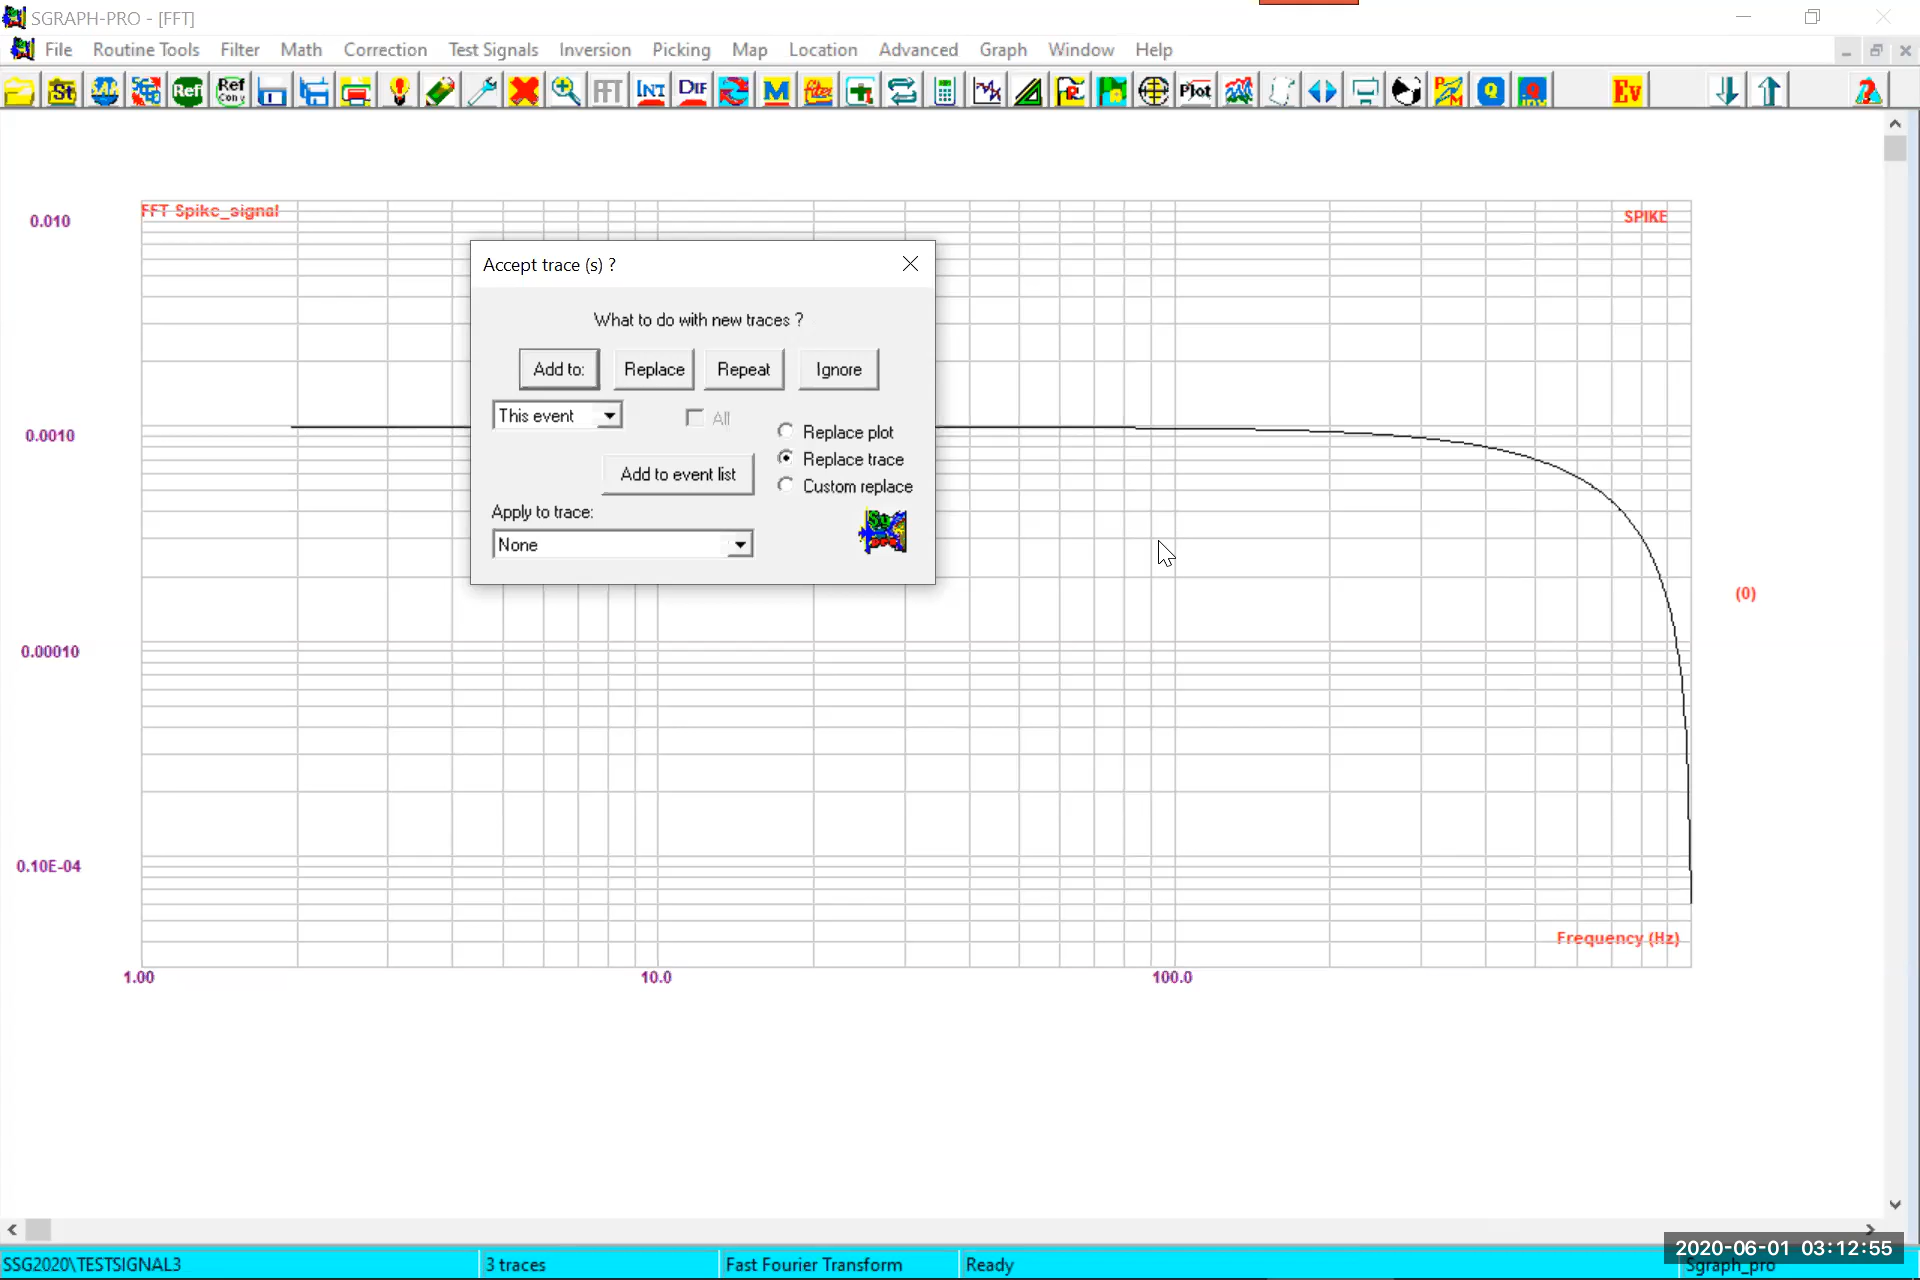 SGRAPH-PRO - [FFT]
File Routine Tools Filter Math Correction Test Signals Inversion Picking Map Location Advanced Graph Window Help
St Ref Ref Conv FFT INT DIF M filter Plot Q Q inv Ev ?
FFT Spike_signal
SPIKE
0.010
0.0010
0.00010
0.10E-04
Accept trace (s) ?
What to do with new traces ?
Add to: Replace Repeat Ignore
This event All
Replace plot
Replace trace
Add to event list
Custom replace
Apply to trace:
None
(0)
Frequency (Hz)
1.00 10.0 100.0
2020-06-01 03:12:55
SSG2020\TESTSIGNAL3 3 traces Fast Fourier Transform Ready Sgraph_pro